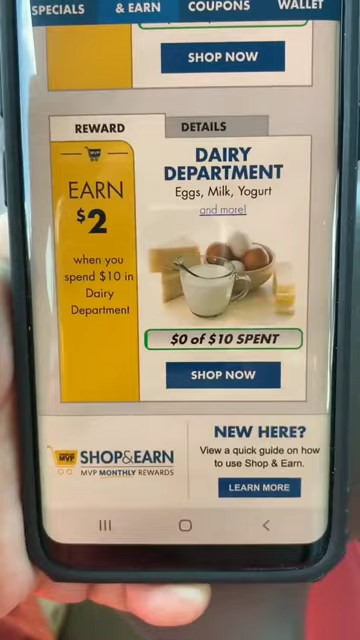 SPECIALS & EARN COUPONS WALLET
SHOP NOW
REWARD DETAILS
EARN
$2
when you
spend $10 in
Dairy
Department
DAIRY
DEPARTMENT
Eggs, Milk, Yogurt
and more!
$0 of $10 SPENT
SHOP NOW
MVP
SHOP&EARN
MVP MONTHLY REWARDS
NEW HERE?
View a quick guide on how
to use Shop & Earn.
LEARN MORE